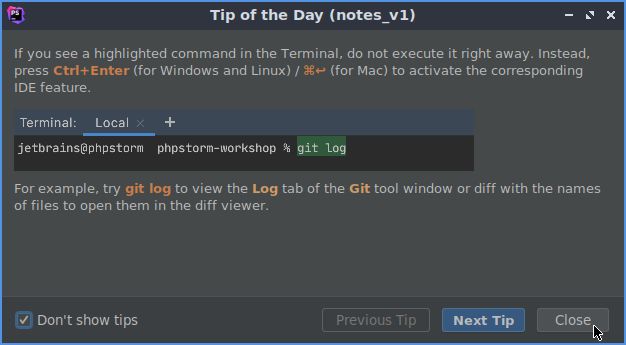 PS
Tip of the Day (notes_v1)
If you see a highlighted command in the Terminal, do not execute it right away. Instead,
press Ctrl+Enter (for Windows and Linux) / ⌘↩ (for Mac) to activate the corresponding
IDE feature.
Terminal: Local × +
jetbrains@phpstorm phpstorm-workshop % git log
For example, try git log to view the Log tab of the Git tool window or diff with the names
of files to open them in the diff viewer.
Don't show tips Previous Tip Next Tip Close